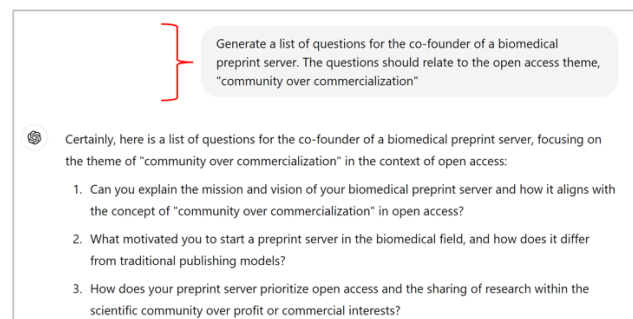 Generate a list of questions for the co-founder of a biomedical
preprint server. The questions should relate to the open access theme,
"community over commercialization"
Certainly, here is a list of questions for the co-founder of a biomedical preprint server, focusing on
the theme of "community over commercialization" in the context of open access:
1. Can you explain the mission and vision of your biomedical preprint server and how it aligns with
the concept of "community over commercialization" in open access?
2. What motivated you to start a preprint server in the biomedical field, and how does it differ
from traditional publishing models?
3. How does your preprint server prioritize open access and the sharing of research within the
scientific community over profit or commercial interests?